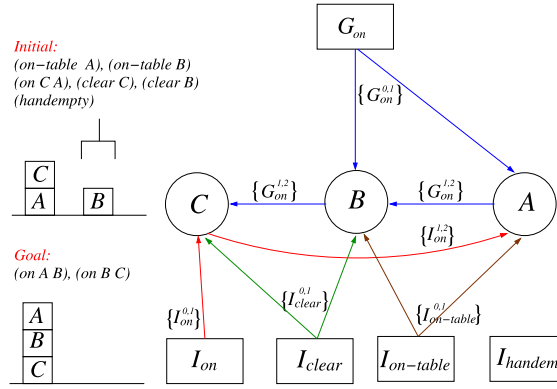 Initial:
(on-table A), (on-table B)
(on C A), (clear C), (clear B)
(handempty)
C
A
B
Goal:
(on A B), (on B C)
A
B
C
G_on
{G_on^0,1}
C
{G_on^1,2}
B
{G_on^1,2}
A
{I_on^1,2}
{I_on^0,1}
{I_clear^0,1}
{I_on-table^0,1}
I_on
I_clear
I_on-table
I_handem